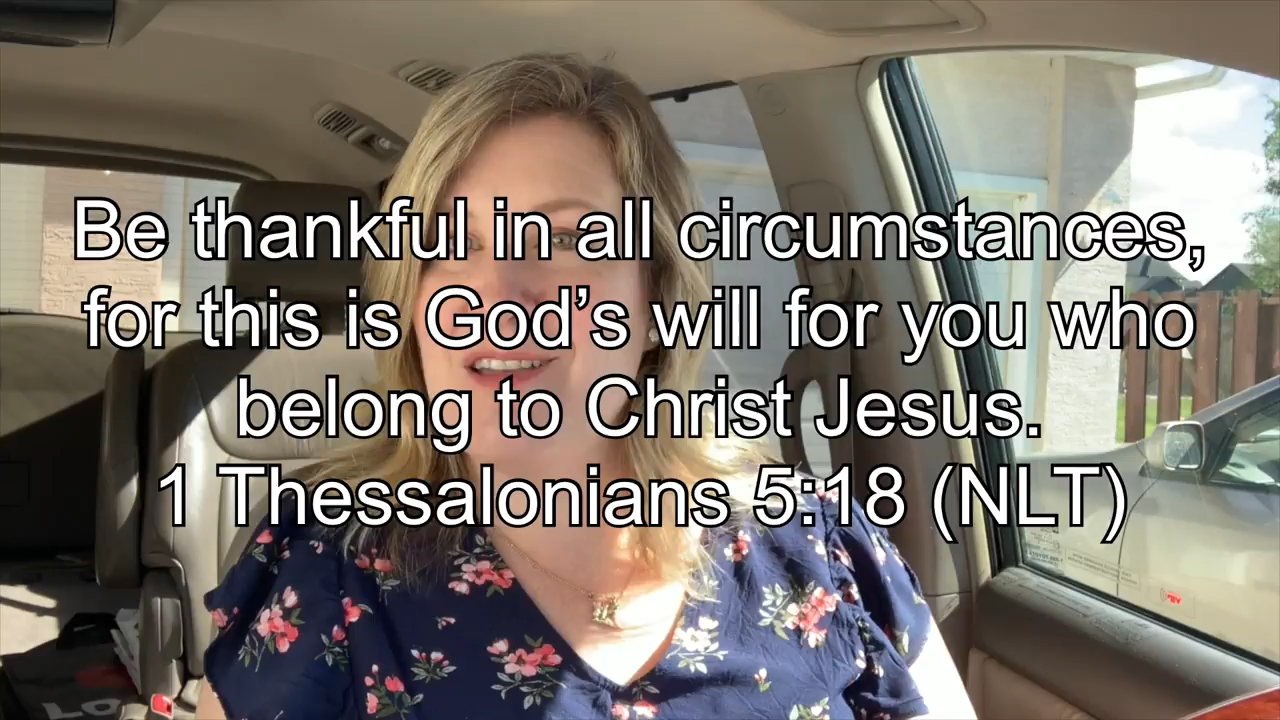 Be thankful in all circumstances,
for this is God’s will for you who
belong to Christ Jesus.
1 Thessalonians 5:18 (NLT)
LO